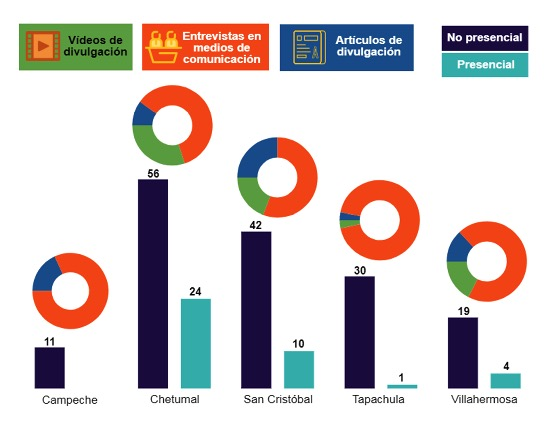 Vídeos de
divulgación
Entrevistas en
medios de
comunicación
Artículos de
divulgación
No presencial
Presencial
56
42
30
24
19
11
10
1
4
Campeche
Chetumal
San Cristóbal
Tapachula
Villahermosa